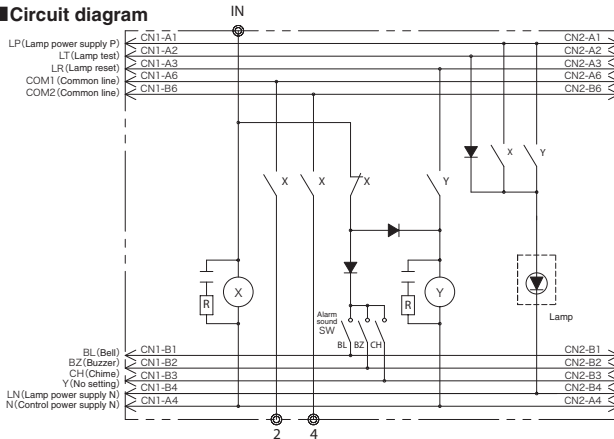 ■Circuit diagram
IN
LP(Lamp power supply P) CN1-A1 CN2-A1
LT(Lamp test) CN1-A2 CN2-A2
LR(Lamp reset) CN1-A3 CN2-A3
COM1(Common line) CN1-A6 CN2-A6
COM2(Common line) CN1-B6 CN2-B6
X Y
X X X Y
R X R Y
Lamp
Alarm
sound
SW
BL BZ CH
BL(Bell) CN1-B1 CN2-B1
BZ(Buzzer) CN1-B2 CN2-B2
CH(Chime) CN1-B3 CN2-B3
Y(No setting)
LN(Lamp power supply N) CN1-B4 CN2-B4
N(Control power supply N) CN1-A4 CN2-A4
2 4